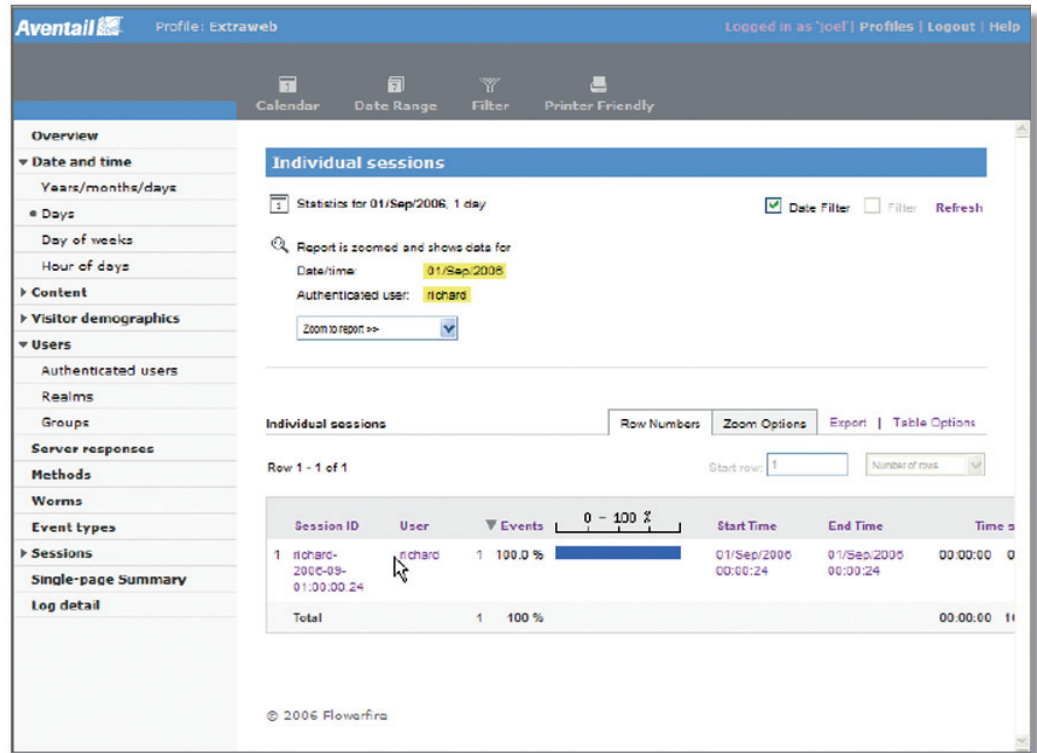 Aventail Profile: Extraweb Logged in as 'joel' | Profiles | Logout | Help
1 2
Calendar Date Range Filter Printer Friendly
Overview
Date and time
Years/months/days
Days
Day of weeks
Hour of days
Content
Visitor demographics
Users
Authenticated users
Realms
Groups
Server responses
Methods
Worms
Event types
Sessions
Single-page Summary
Log detail
Individual sessions
1 Statistics for 01/Sep/2006, 1 day Date Filter Filter Refresh
Report is zoomed and shows data for
Date/time: 01/Sep/2006
Authenticated user: richard
Zoom to report >>
Individual sessions Row Numbers Zoom Options Export | Table Options
Row 1 - 1 of 1 Start row: 1 Number of rows
Session ID User Events 0 - 100 % Start Time End Time Time s
1 richard- richard 1 100.0 % 01/Sep/2006 01/Sep/2006 00:00:00 0
2006-09- 00:00:24 00:00:24
01:00:00:24
Total 1 100 % 00:00:00
© 2006 Flowerfire